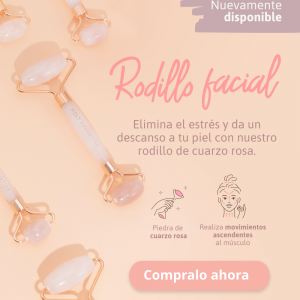 Nuevamente
disponible
Rodillo facial
Elimina el estrés y da un
descanso a tu piel con nuestro
rodillo de cuarzo rosa.
Piedra de
cuarzo rosa
Realiza movimientos
ascendentes
al músculo
Compralo ahora